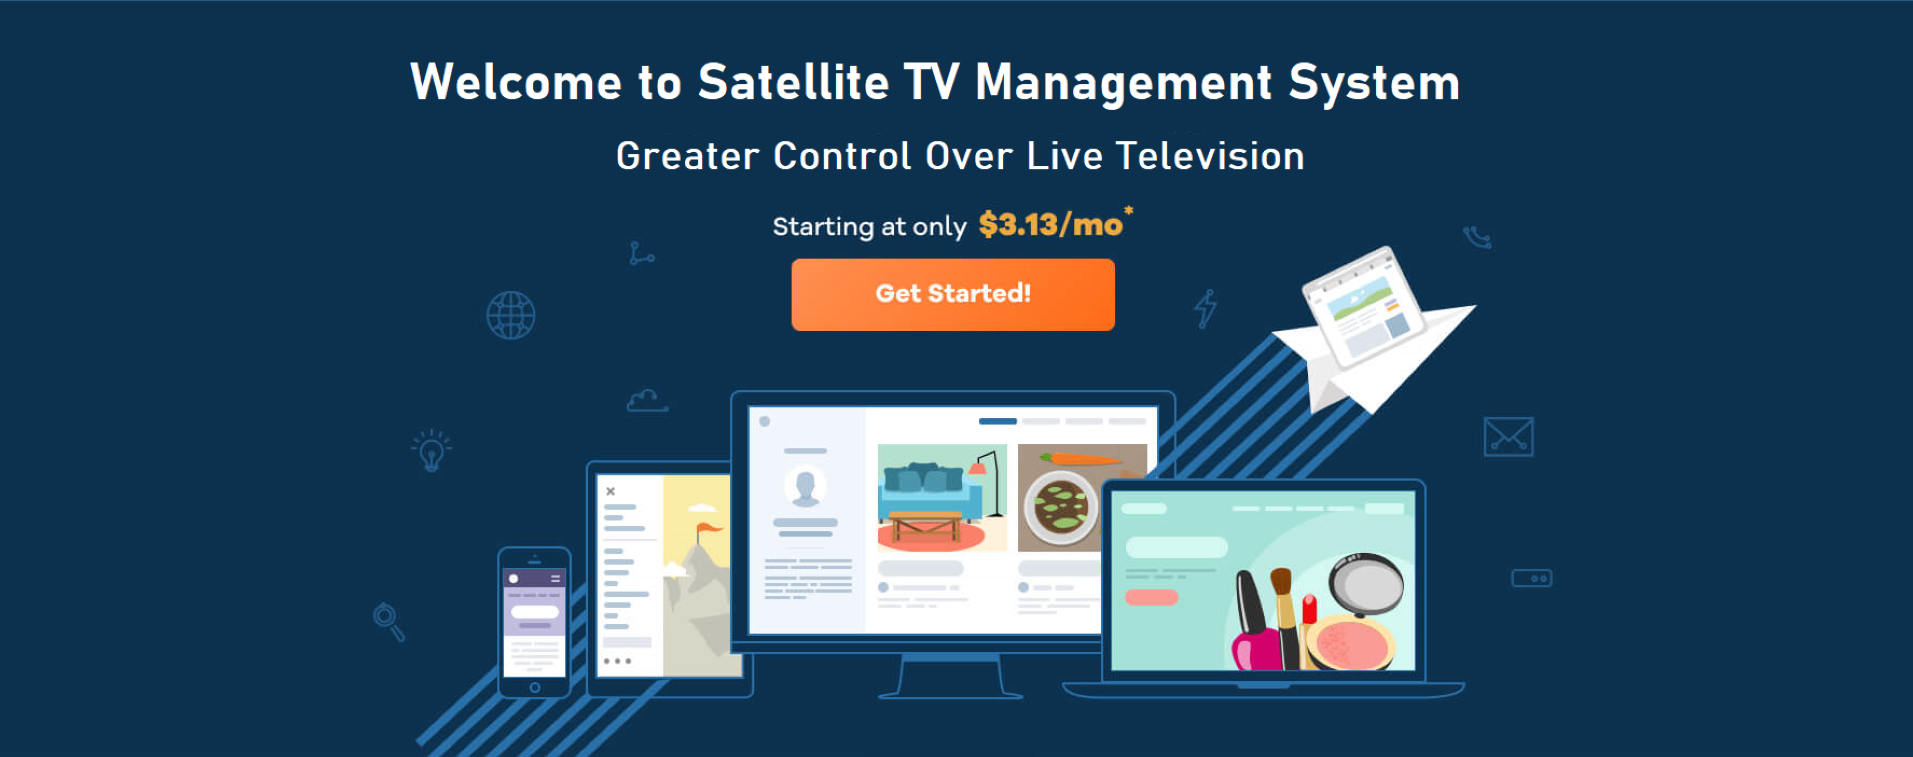 Welcome to Satellite TV Management System
Greater Control Over Live Television
Starting at only $3.13/mo*
Get Started!